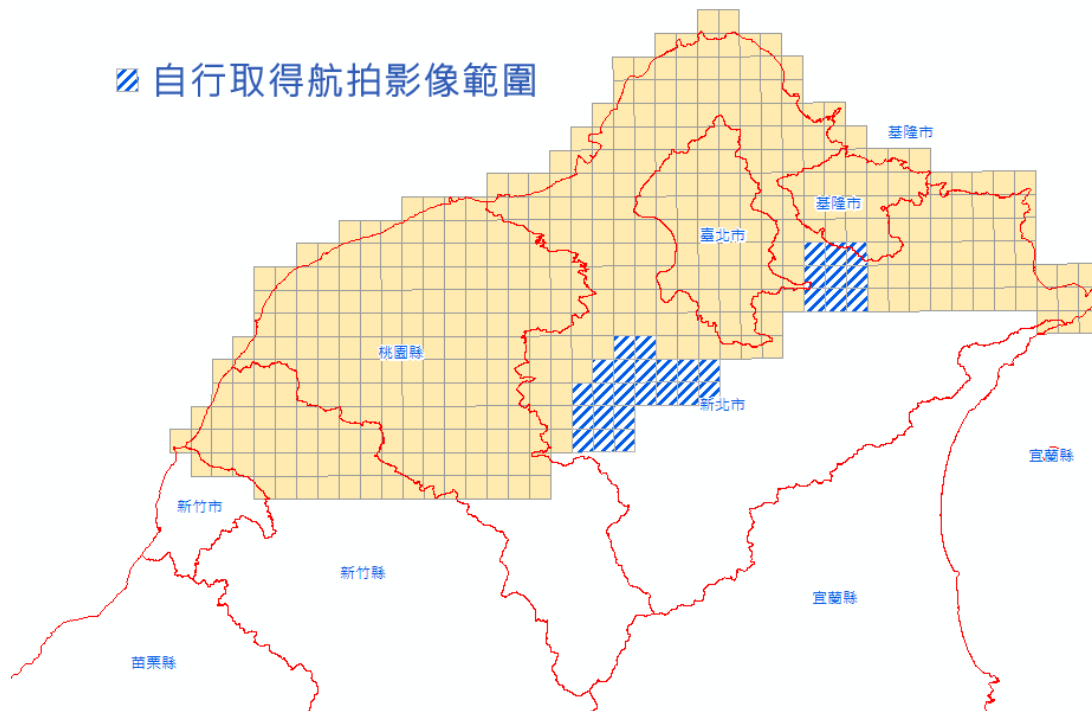 自行取得航拍影像範圍
基隆市
基隆市
臺北市
桃園縣
新北市
宜蘭縣
新竹市
新竹縣
宜蘭縣
苗栗縣